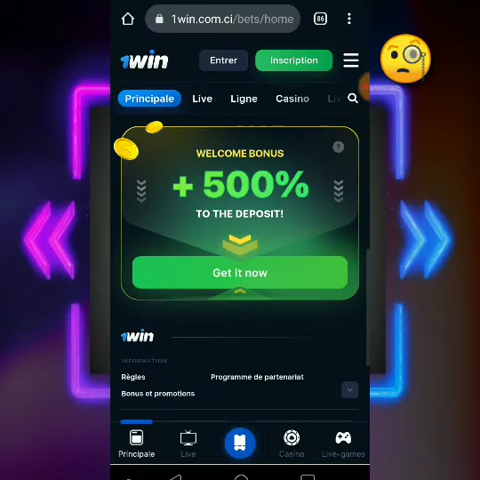 1win.com.ci/bets/home
86
1win
Entrer
Inscription
Principale
Live
Ligne
Casino
WELCOME BONUS
?
+ 500%
TO THE DEPOSIT!
Get it now
1win
INFORMATION
Règles
Programme de partenariat
Bonus et promotions
Principale
Live
Casino
Live-games